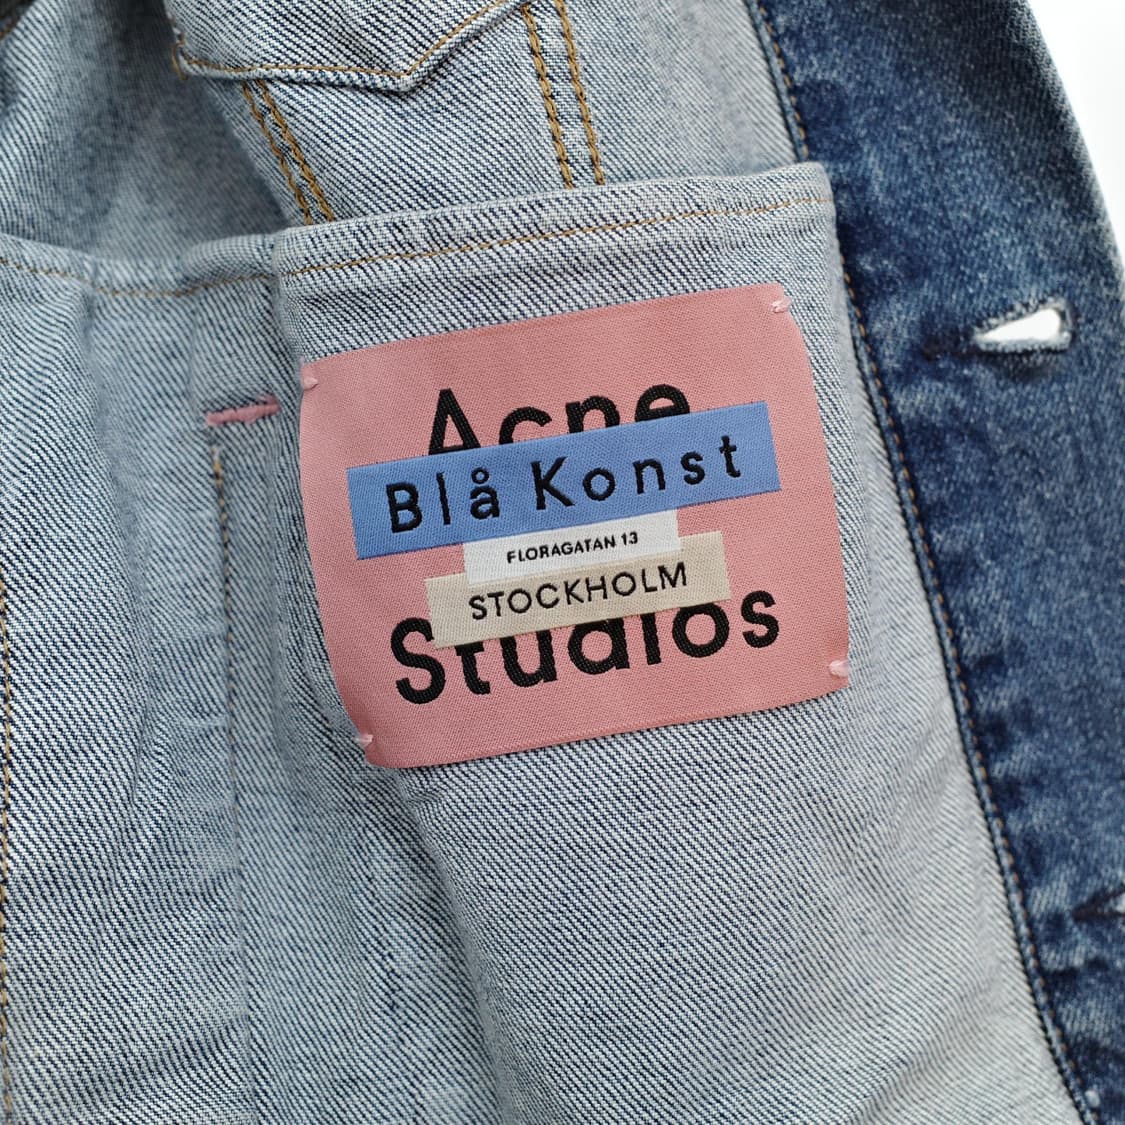 Acne
Blå Konst
FLORAGATAN 13
STOCKHOLM
Studios